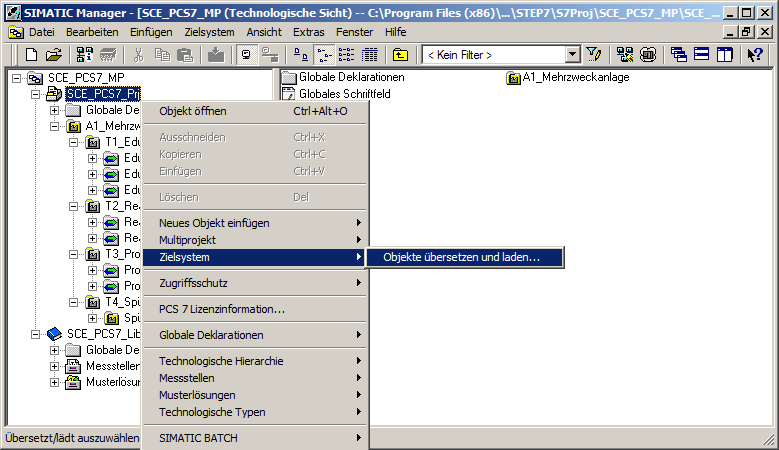 SIMATIC Manager - [SCE_PCS7_MP (Technologische Sicht) -- C:\Program Files (x86)\...\STEP7\S7Proj\SCE_PCS7_MP\SCE_...
Datei Bearbeiten Einfügen Zielsystem Ansicht Extras Fenster Hilfe
< Kein Filter >
SCE_PCS7_MP
SCE_PCS7_Prj
Globale De
A1_Mehrzw
T1_Edu
Edu
Edu
Edu
T2_Rea
Rea
Rea
T3_Pro
Pro
Pro
T4_Spü
Spü
SCE_PCS7_Lib
Globale De
Messstellen
Musterlösun
Globale Deklarationen
A1_Mehrzweckanlage
Globales Schriftfeld
Objekt öffnen Ctrl+Alt+O
Ausschneiden Ctrl+X
Kopieren Ctrl+C
Einfügen Ctrl+V
Löschen Del
Neues Objekt einfügen
Multiprojekt
Zielsystem
Objekte übersetzen und laden...
Zugriffsschutz
PCS 7 Lizenzinformation...
Globale Deklarationen
Technologische Hierarchie
Messstellen
Musterlösungen
Technologische Typen
SIMATIC BATCH
Übersetzt/lädt auszuwählen